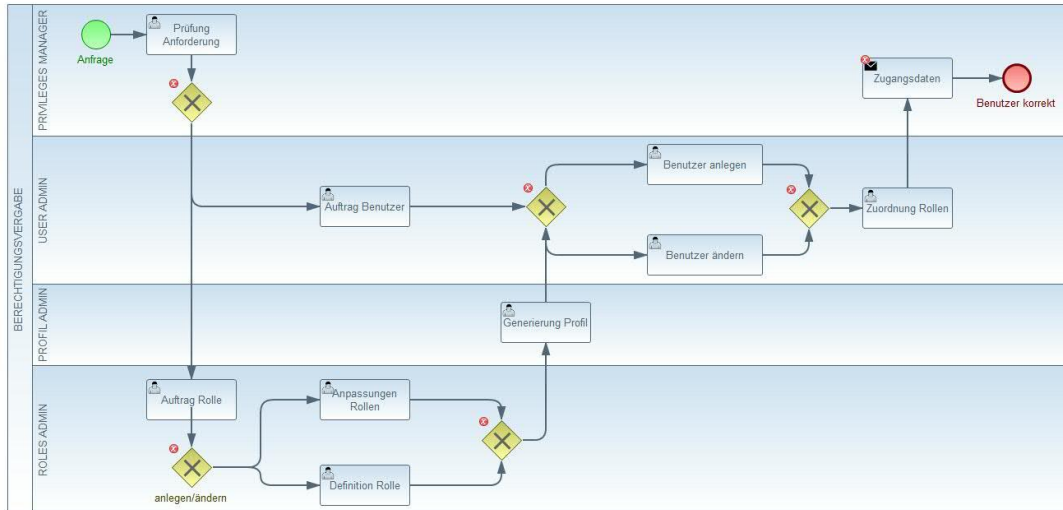 BERECHTIGUNGSVERGABE
PRIVILEGES MANAGER
Anfrage
Prüfung
Anforderung
Zugangsdaten
Benutzer korrekt
USER ADMIN
Auftrag Benutzer
Benutzer anlegen
Benutzer ändern
Zuordnung Rollen
PROFIL ADMIN
Generierung Profil
ROLES ADMIN
Auftrag Rolle
anlegen/ändern
Anpassungen
Rollen
Definition Rolle